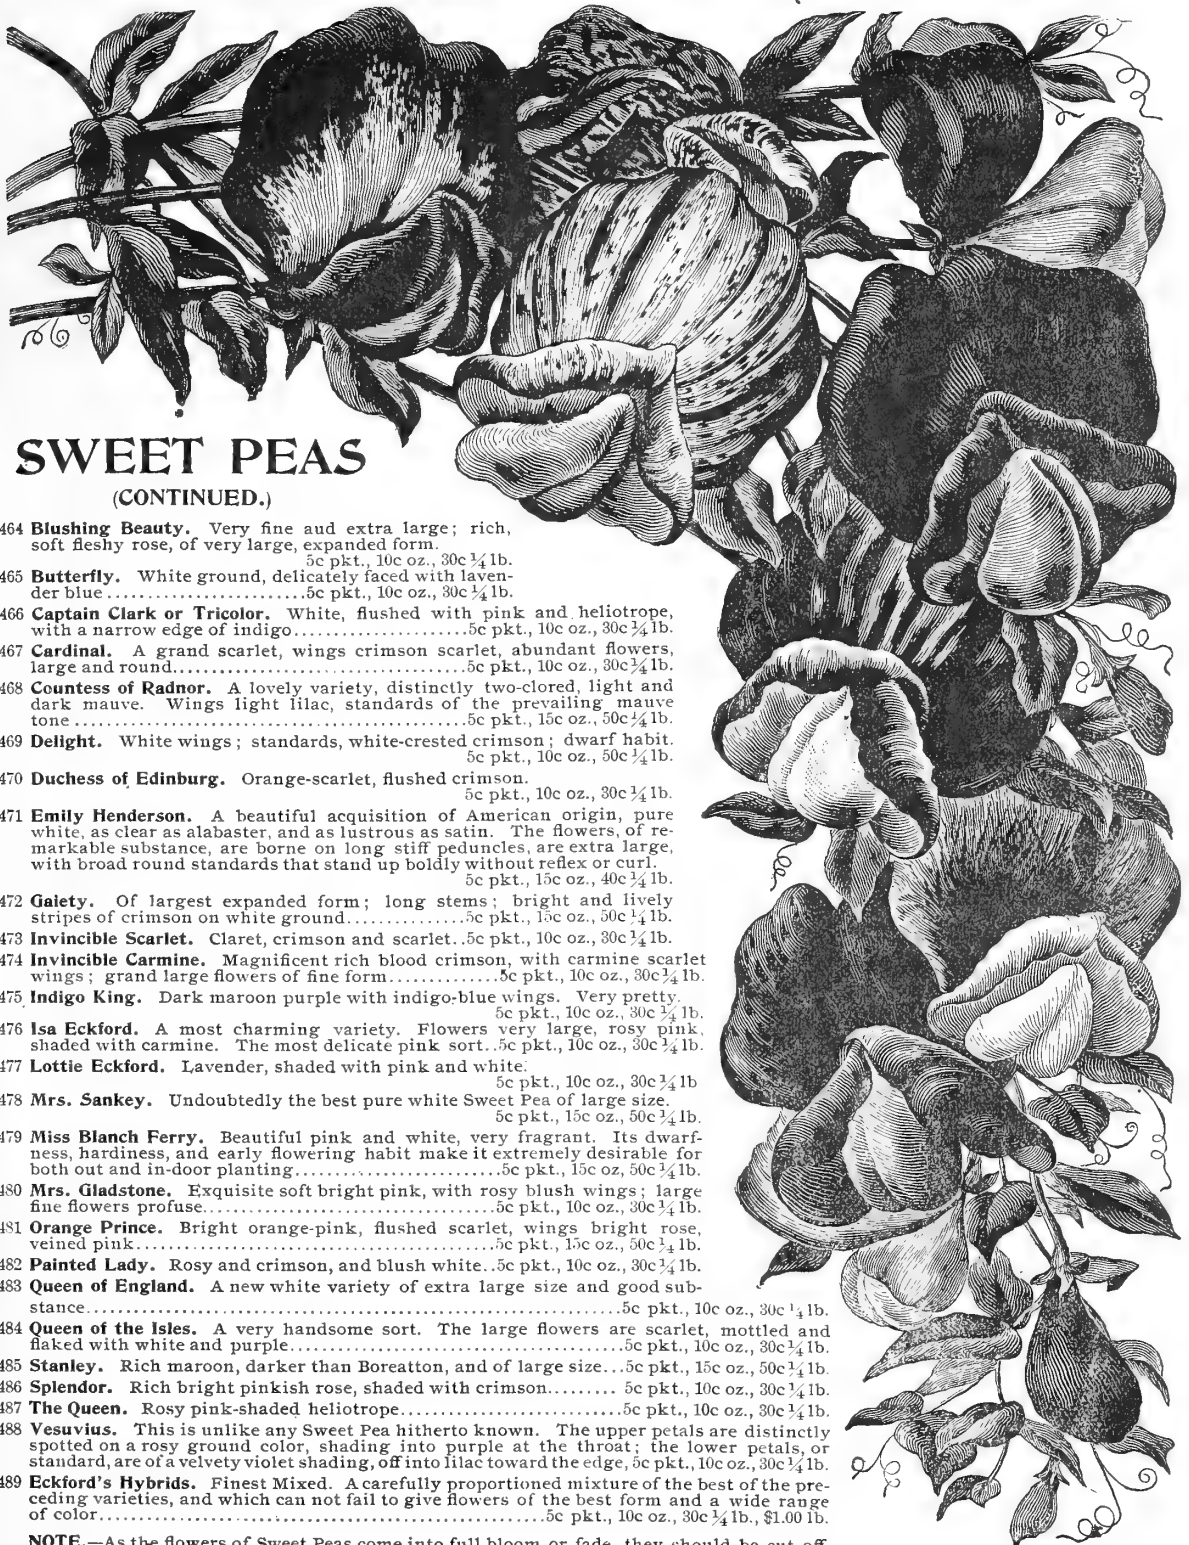 SWEET PEAS
(CONTINUED.)
464 Blushing Beauty. Very fine aud extra large; rich,
soft fleshy rose, of very large, expanded form.
5c pkt., 10c oz., 30c ¼ lb.
465 Butterfly. White ground, delicately faced with laven-
der blue ......................5c pkt., 10c oz., 30c ¼ lb.
466 Captain Clark or Tricolor. White, flushed with pink and heliotrope,
with a narrow edge of indigo......................5c pkt., 10c oz., 30c ¼ lb.
467 Cardinal. A grand scarlet, wings crimson scarlet, abundant flowers,
large and round......................5c pkt., 10c oz., 30c ¼ lb.
468 Countess of Radnor. A lovely variety, distinctly two-clored, light and
dark mauve. Wings light lilac, standards of the prevailing mauve
tone ......................5c pkt., 15c oz., 50c ¼ lb.
469 Delight. White wings; standards, white-crested crimson; dwarf habit.
5c pkt., 10c oz., 50c ¼ lb.
470 Duchess of Edinburg. Orange-scarlet, flushed crimson.
5c pkt., 10c oz., 30c ¼ lb.
471 Emily Henderson. A beautiful acquisition of American origin, pure
white, as clear as alabaster, and as lustrous as satin. The flowers, of re-
markable substance, are borne on long stiff peduncles, are extra large,
with broad round standards that stand up boldly without reflex or curl.
5c pkt., 15c oz., 40c ¼ lb.
472 Gaiety. Of largest expanded form; long stems; bright and lively
stripes of crimson on white ground..............5c pkt., 15c oz., 50c ¼ lb.
473 Invincible Scarlet. Claret, crimson and scarlet..5c pkt., 10c oz., 30c ¼ lb.
474 Invincible Carmine. Magnificent rich blood crimson, with carmine scarlet
wings; grand large flowers of fine form............5c pkt., 10c oz., 30c ¼ lb.
475 Indigo King. Dark maroon purple with indigo-blue wings. Very pretty.
5c pkt., 10c oz., 30c ¼ lb.
476 Isa Eckford. A most charming variety. Flowers very large, rosy pink,
shaded with carmine. The most delicate pink sort..5c pkt., 10c oz., 30c ¼ lb.
477 Lottie Eckford. Lavender, shaded with pink and white.
5c pkt., 10c oz., 30c ¼ lb
478 Mrs. Sankey. Undoubtedly the best pure white Sweet Pea of large size.
5c pkt., 15c oz., 50c ¼ lb.
479 Miss Blanch Ferry. Beautiful pink and white, very fragrant. Its dwarf-
ness, hardiness, and early flowering habit make it extremely desirable for
both out and in-door planting......................5c pkt., 15c oz, 50c ¼ lb.
480 Mrs. Gladstone. Exquisite soft bright pink, with rosy blush wings; large
fine flowers profuse......................5c pkt., 10c oz., 30c ¼ lb.
481 Orange Prince. Bright orange-pink, flushed scarlet, wings bright rose,
veined pink......................5c pkt., 15c oz., 50c ¼ lb.
482 Painted Lady. Rosy and crimson, and blush white..5c pkt., 10c oz., 30c ¼ lb.
483 Queen of England. A new white variety of extra large size and good sub-
stance......................5c pkt., 10c oz., 30c ¼ lb.
484 Queen of the Isles. A very handsome sort. The large flowers are scarlet, mottled and
flaked with white and purple......................5c pkt., 10c oz., 30c ¼ lb.
485 Stanley. Rich maroon, darker than Boreatton, and of large size...5c pkt., 15c oz., 50c ¼ lb.
486 Splendor. Rich bright pinkish rose, shaded with crimson......... 5c pkt., 10c oz., 30c ¼ lb.
487 The Queen. Rosy pink-shaded heliotrope......................5c pkt., 10c oz., 30c ¼ lb.
488 Vesuvius. This is unlike any Sweet Pea hitherto known. The upper petals are distinctly
spotted on a rosy ground color, shading into purple at the throat; the lower petals, or
standard, are of a velvety violet shading, off into lilac toward the edge, 5c pkt., 10c oz., 30c ¼ lb.
489 Eckford's Hybrids. Finest Mixed. A carefully proportioned mixture of the best of the pre-
ceding varieties, and which can not fail to give flowers of the best form and a wide range
of color......................5c pkt., 10c oz., 30c ¼ lb., $1.00 lb.
NOTE.—As the flowers of Sweet Peas come into full bloom or fade, they should be cut off